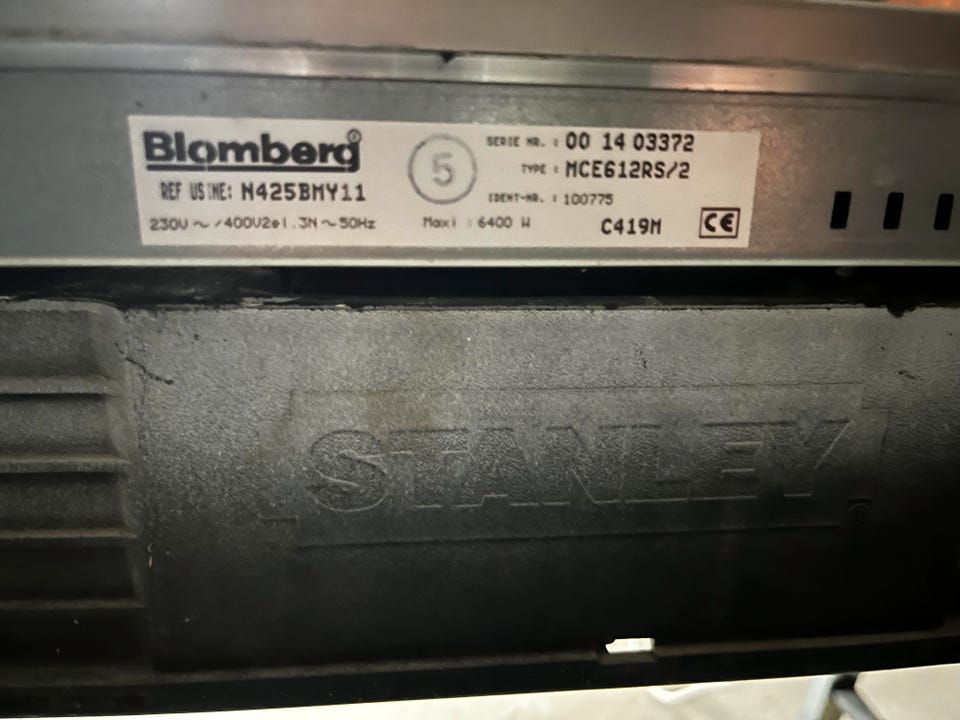 Blomberg®
REF USINE: N425BMY11
230V ~ /400V2el.3N ~ 50Hz
5
SERIE NR. : 00 14 03372
TYPE : MCE612RS/2
IDENT-NR. : 100775
Maxi : 6400 W C419M CE
STANLEY®